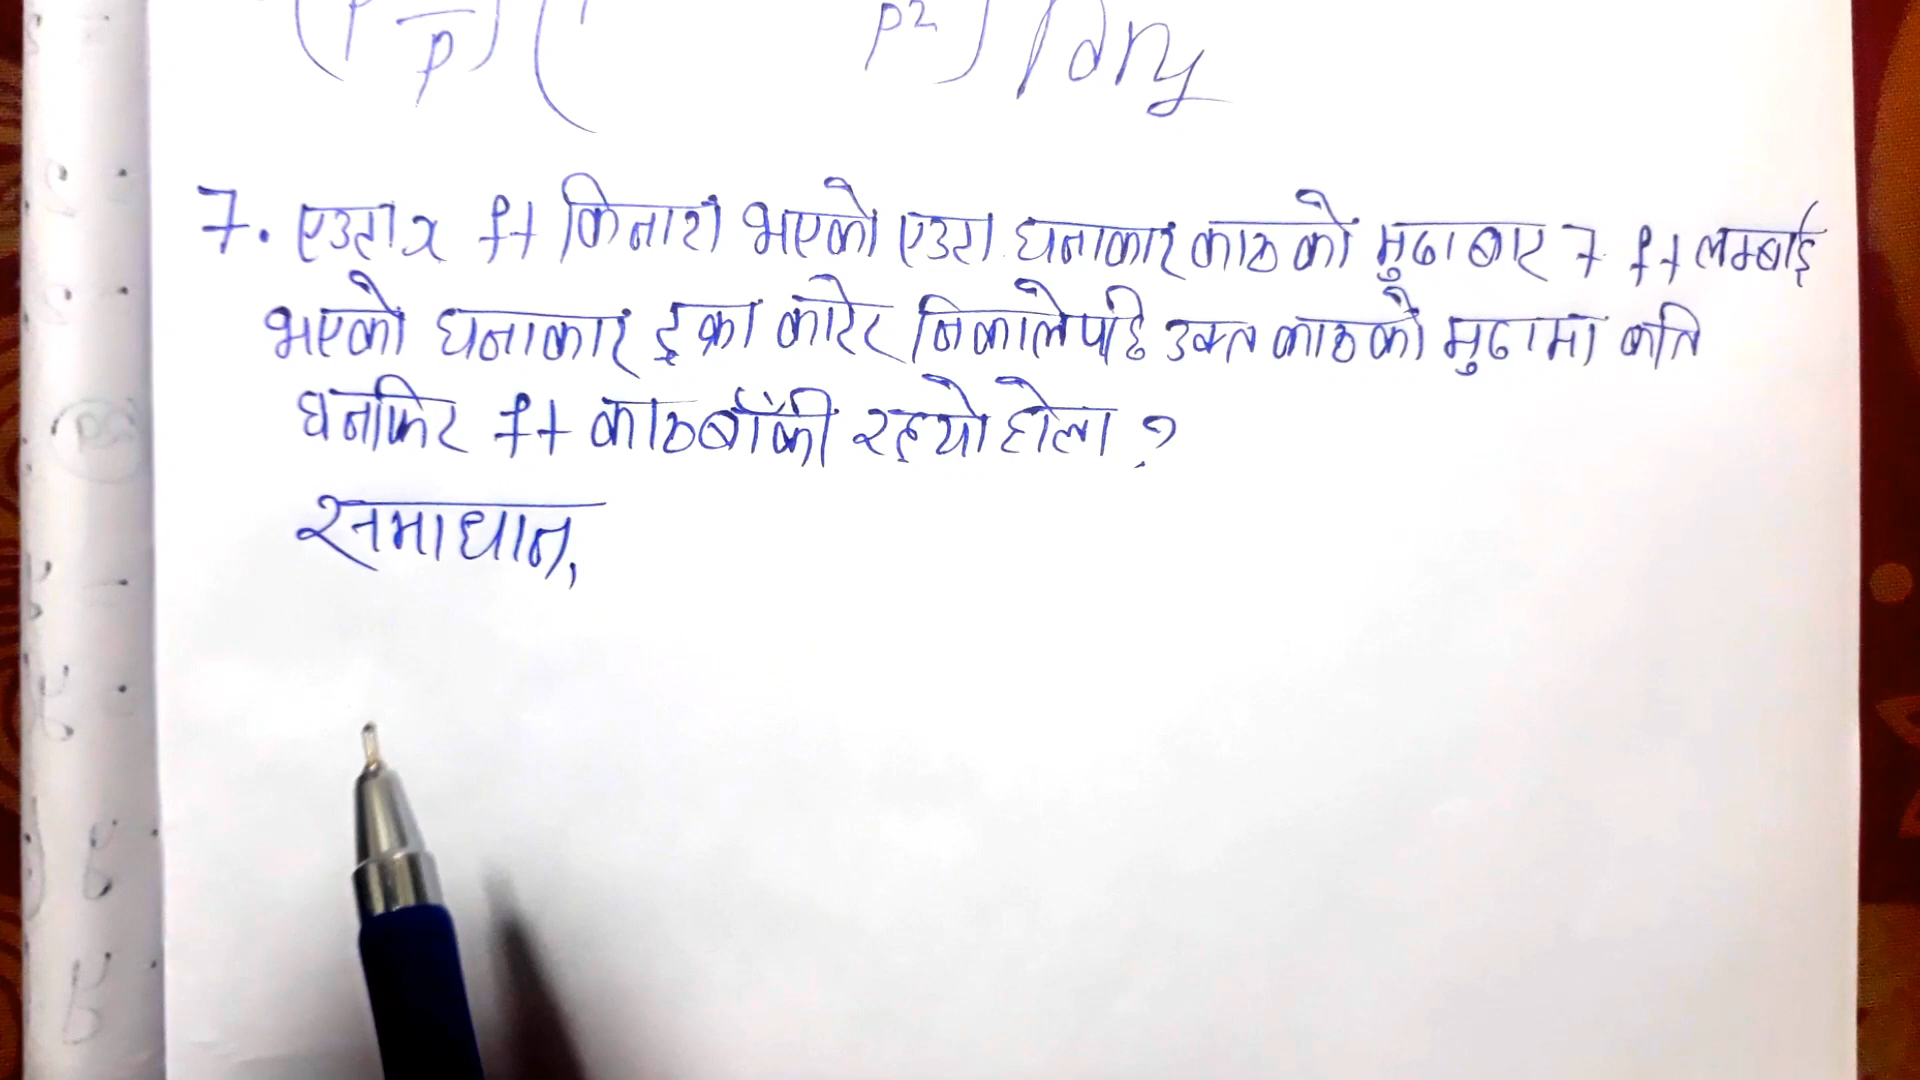 7. एउटा x ft किनारा भएको एउटा घनाकार काठको मुढाबाट 7 ft लम्बाई
भएको घनाकार टुक्रा काटेर निकालेपछि उक्त काठको मुढामा कति
घनफिट ft काठ बाँकी रह्यो होला ?
समाधान,